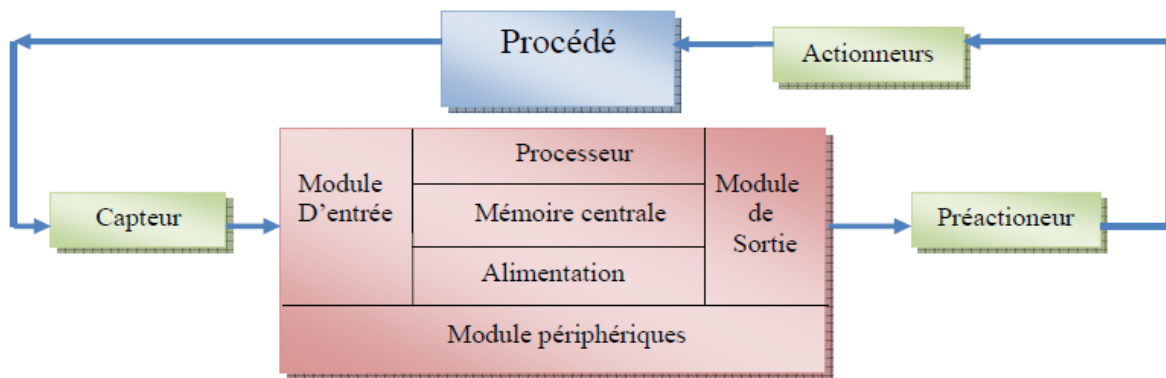 Procédé
Actionneurs
Capteur
Module
D'entrée
Processeur
Mémoire centrale
Alimentation
Module
de
Sortie
Module périphériques
Préactioneur